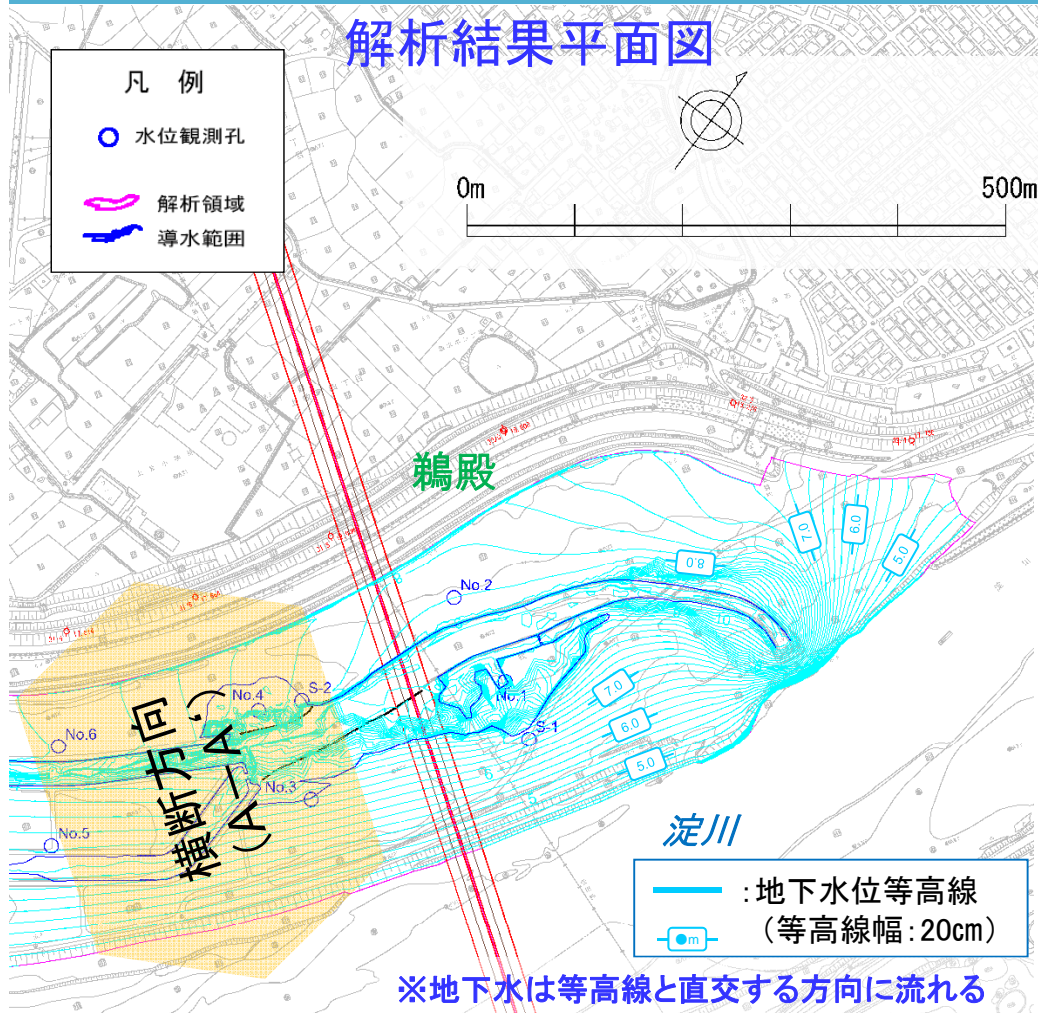 解析結果平面図
凡 例
水位観測孔
解析領域
導水範囲
0m
500m
鵜殿
No.2
8.0
7.0
6.0
5.0
No.1
S-1
S-2
No.4
No.6
No.3
No.5
7.0
6.0
5.0
横断方向
(A-A')
淀川
:地下水位等高線
(等高線幅:20cm)
●m
※地下水は等高線と直交する方向に流れる